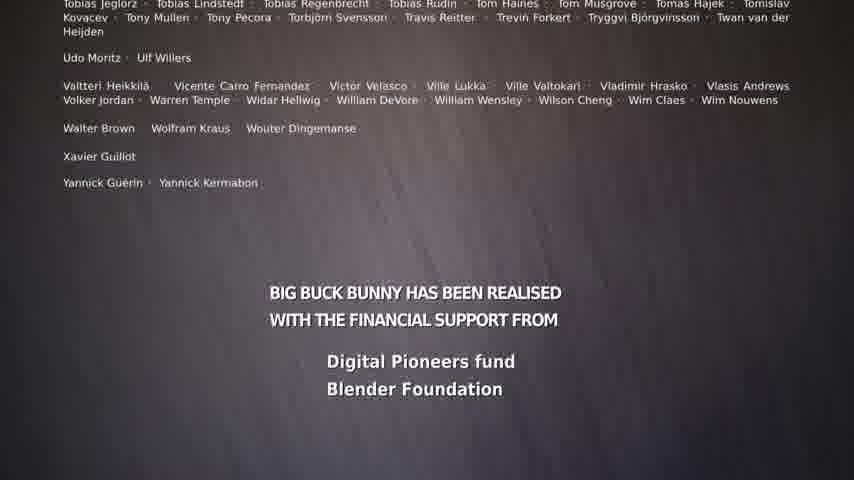 Tobias Jeglorz · Tobias Lindstedt · Tobias Regenbrecht · Tobias Rudin · Tom Haines · Tom Musgrove · Tomas Hajek · Tomislav
Kovacev · Tony Mullen · Tony Pecora · Torbjörn Svensson · Travis Reitter · Trevin Forkert · Tryggvi Björgvinsson · Twan van der
Heijden
Udo Moritz · Ulf Willers
Valtteri Heikkilä · Vicente Carro Fernandez · Victor Velasco · Ville Lukka · Ville Valtokari · Vladimir Hrasko · Vlasis Andrews
Volker Jordan · Warren Temple · Widar Hellwig · William DeVore · William Wensley · Wilson Cheng · Wim Claes · Wim Nouwens
Walter Brown · Wolfram Kraus · Wouter Dingemanse
Xavier Guillot
Yannick Guérin · Yannick Kermabon
BIG BUCK BUNNY HAS BEEN REALISED
WITH THE FINANCIAL SUPPORT FROM
Digital Pioneers fund
Blender Foundation